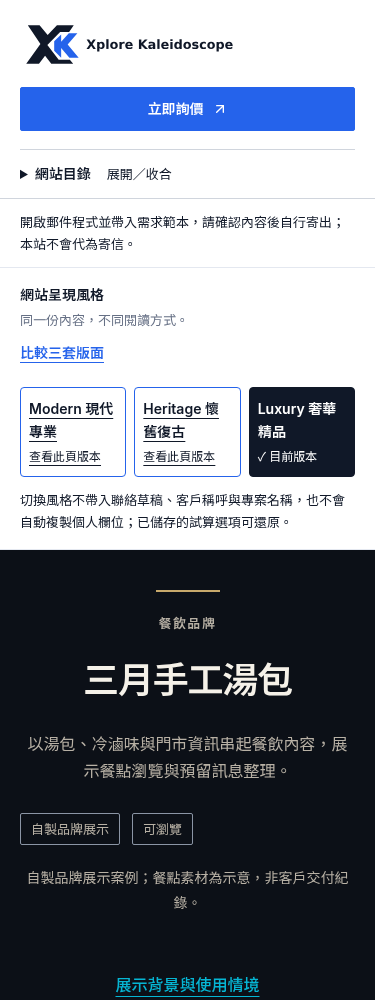 Xplore Kaleidoscope
立即詢價
網站目錄 展開／收合
開啟郵件程式並帶入需求範本，請確認內容後自行寄出；
本站不會代為寄信。
網站呈現風格
同一份內容，不同閱讀方式。
比較三套版面
Modern 現代
專業
查看此頁版本
Heritage 懷
舊復古
查看此頁版本
Luxury 奢華
精品
✓ 目前版本
切換風格不帶入聯絡草稿、客戶稱呼與專案名稱，也不會
自動複製個人欄位；已儲存的試算選項可還原。
餐飲品牌
三月手工湯包
以湯包、冷滷味與門市資訊串起餐飲內容，展
示餐點瀏覽與預留訊息整理。
自製品牌展示
可瀏覽
自製品牌展示案例；餐點素材為示意，非客戶交付紀
錄。
展示背景與使用情境